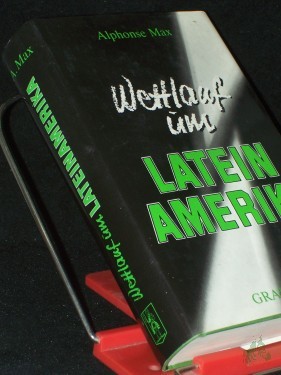 Alphonse Max
Wettlauf
um
LATEIN
AMERIK
GRA
A. Max
Wettlauf um LATEINAMERIKA